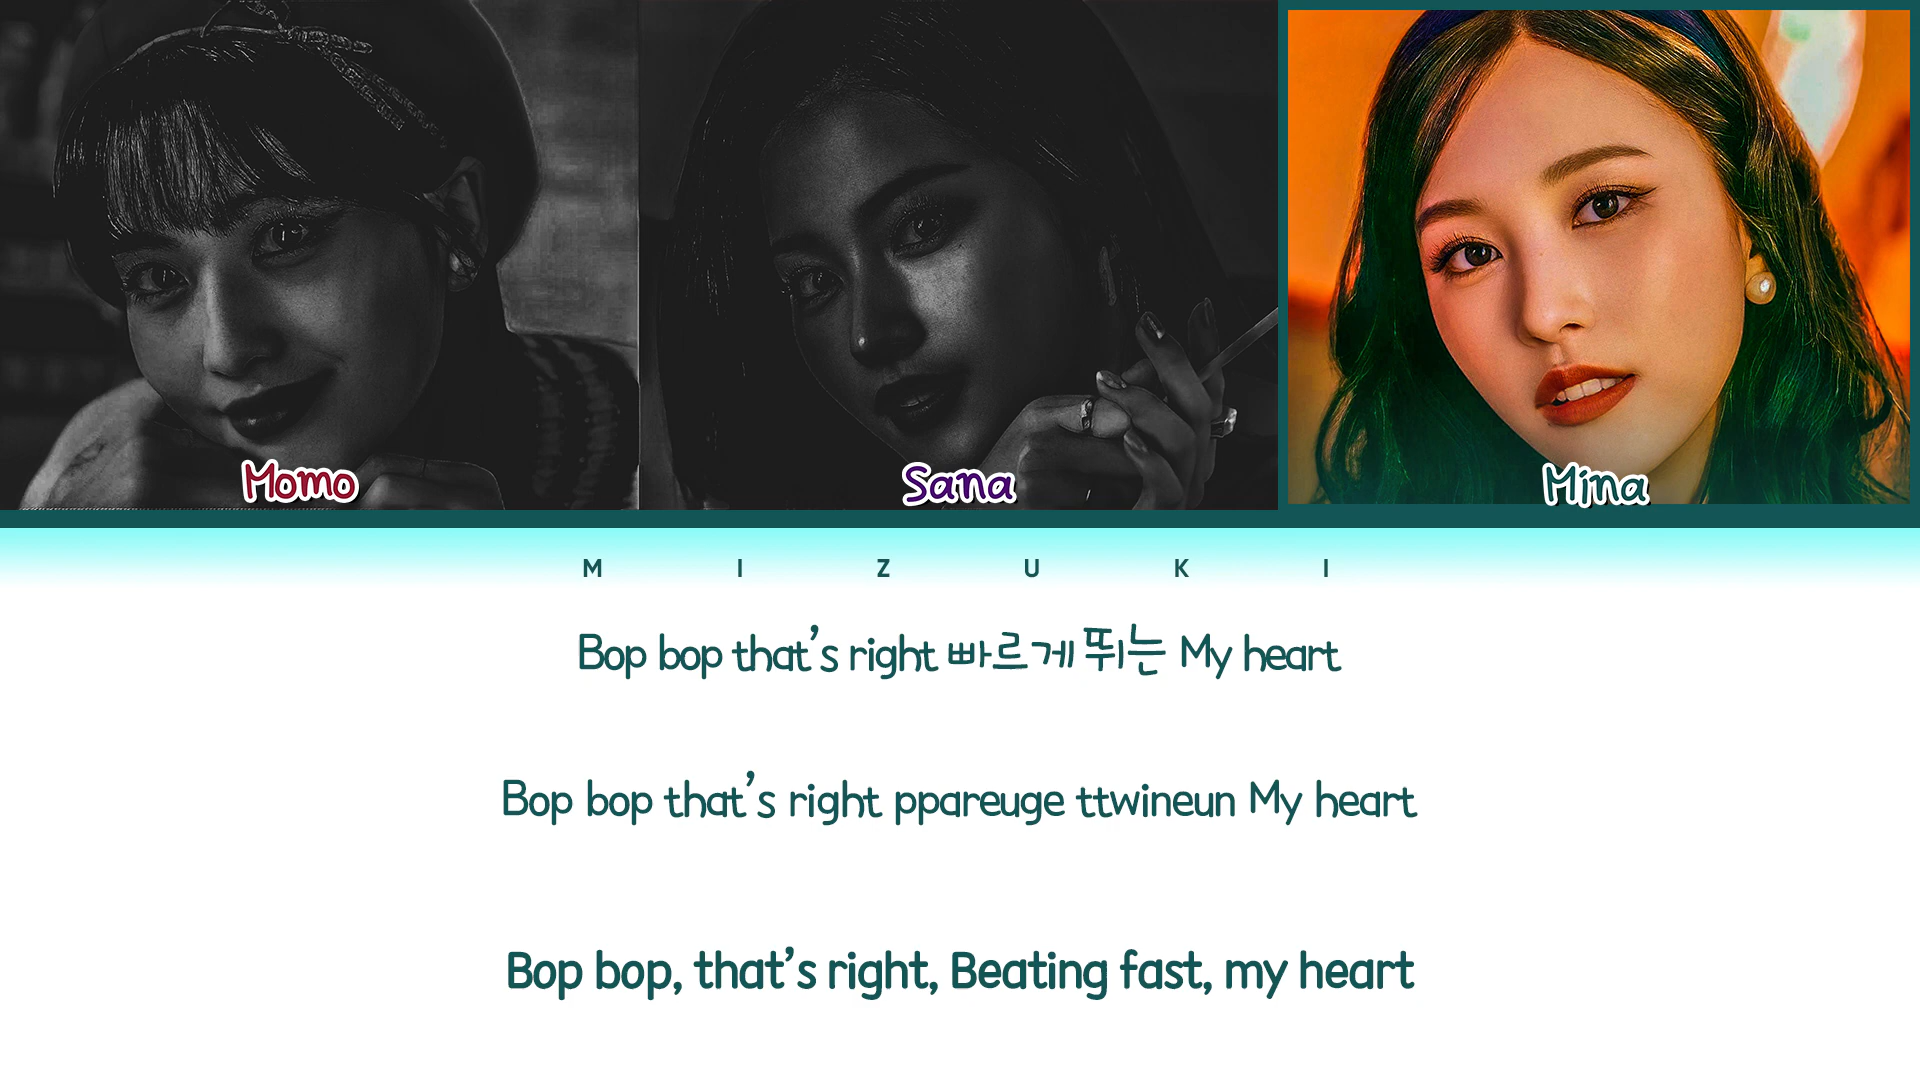 Momo
Sana
Mina
M I Z U K I
Bop bop that’s right 빠르게 뛰는 My heart
Bop bop that’s right ppareuge ttwineun My heart
Bop bop, that’s right, Beating fast, my heart